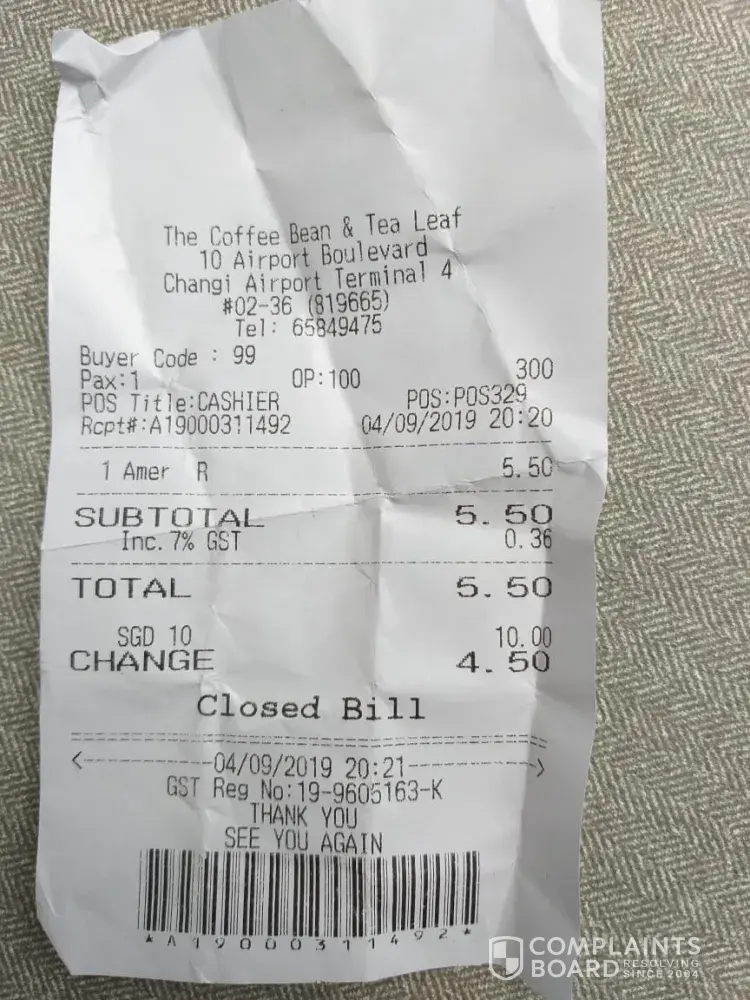 The Coffee Bean & Tea Leaf
10 Airport Boulevard
Changi Airport Terminal 4
#02-36 (819665)
Tel: 65849475
Buyer Code : 99
Pax:1 OP:100 300
POS Title:CASHIER POS:POS329
Rcpt#:A19000311492 04/09/2019 20:20
1 Amer R 5.50
SUBTOTAL 5.50
Inc. 7% GST 0.36
TOTAL 5.50
SGD 10 10.00
CHANGE 4.50
Closed Bill
<----------04/09/2019 20:21---------->
GST Reg No:19-9605163-K
THANK YOU
SEE YOU AGAIN
*A19000311492*
COMPLAINTS
BOARD RESOLVING SINCE 2004